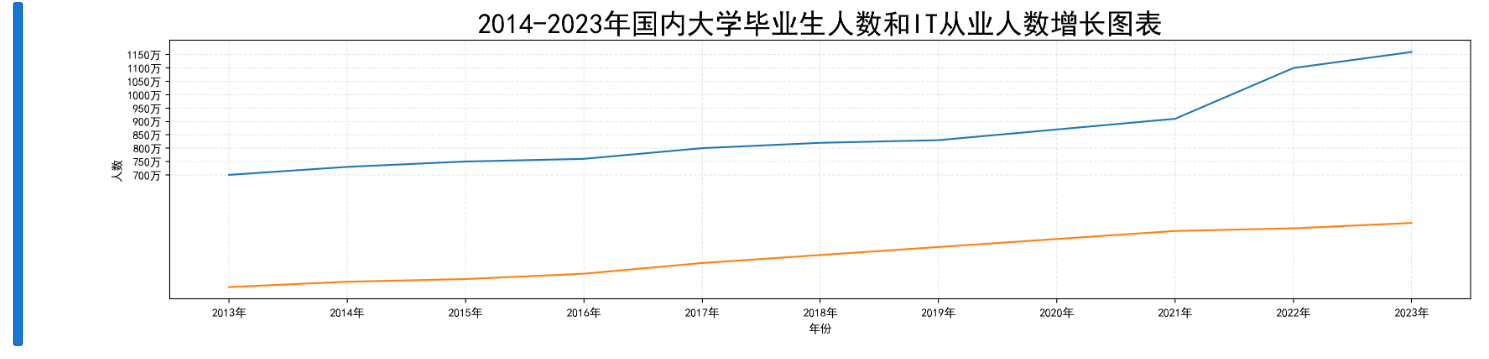 2014-2023年国内大学毕业生人数和IT从业人数增长图表
1150万
1100万
1050万
1000万
950万
900万
850万
800万
750万
700万
人数
2013年 2014年 2015年 2016年 2017年 2018年 2019年 2020年 2021年 2022年 2023年
年份